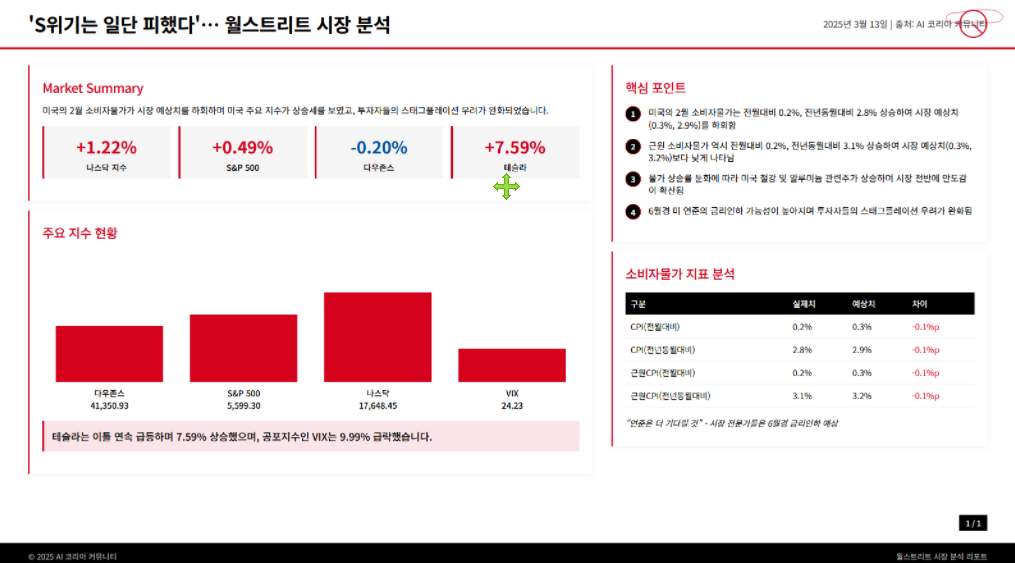 'S위기는 일단 피했다'… 월스트리트 시장 분석
2025년 3월 13일 | 출처: AI 코리아 커뮤니티
Market Summary
미국의 2월 소비자물가가 시장 예상치를 하회하며 미국 주요 지수가 상승세를 보였고, 투자자들의 스태그플레이션 우려가 완화되었습니다.
+1.22%
나스닥 지수
+0.49%
S&P 500
-0.20%
다우존스
+7.59%
테슬라
주요 지수 현황
다우존스
41,350.93
S&P 500
5,599.30
나스닥
17,648.45
VIX
24.23
테슬라는 이틀 연속 급등하며 7.59% 상승했으며, 공포지수인 VIX는 9.99% 급락했습니다.
핵심 포인트
1 미국의 2월 소비자물가는 전월대비 0.2%, 전년동월대비 2.8% 상승하여 시장 예상치
(0.3%, 2.9%)를 하회함
2 근원 소비자물가 역시 전월대비 0.2%, 전년동월대비 3.1% 상승하여 시장 예상치(0.3%,
3.2%)보다 낮게 나타남
3 물가 상승률 둔화에 따라 미국 철강 및 알루미늄 관련주가 상승하며 시장 전반에 안도감
이 확산됨
4 6월경 미 연준의 금리인하 가능성이 높아지며 투자자들의 스태그플레이션 우려가 완화됨
소비자물가 지표 분석
구분 실제치 예상치 차이
CPI(전월대비) 0.2% 0.3% -0.1%p
CPI(전년동월대비) 2.8% 2.9% -0.1%p
근원CPI(전월대비) 0.2% 0.3% -0.1%p
근원CPI(전년동월대비) 3.1% 3.2% -0.1%p
"연준은 더 기다릴 것" - 시장 전문가들은 6월경 금리인하 예상
1 / 1
© 2025 AI 코리아 커뮤니티
월스트리트 시장 분석 리포트